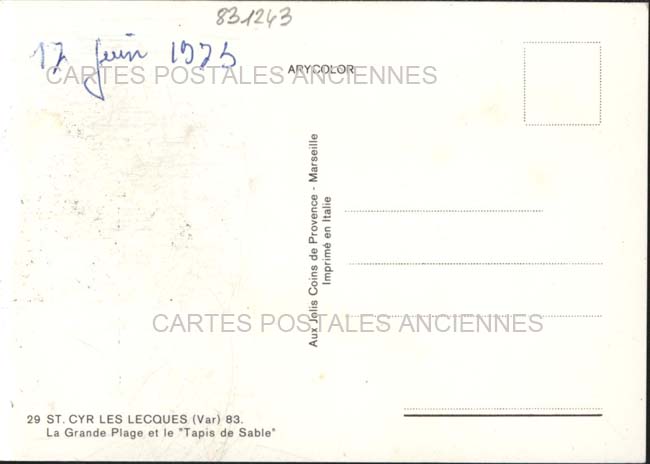 831243
17 Juin 1975
CARTES POSTALES ANCIENNES
ARYCOLOR
Aux Jolis Coins de Provence - Marseille
Imprimé en Italie
CARTES POSTALES ANCIENNES
29 ST. CYR LES LECQUES (Var) 83.
La Grande Plage et le "Tapis de Sable"